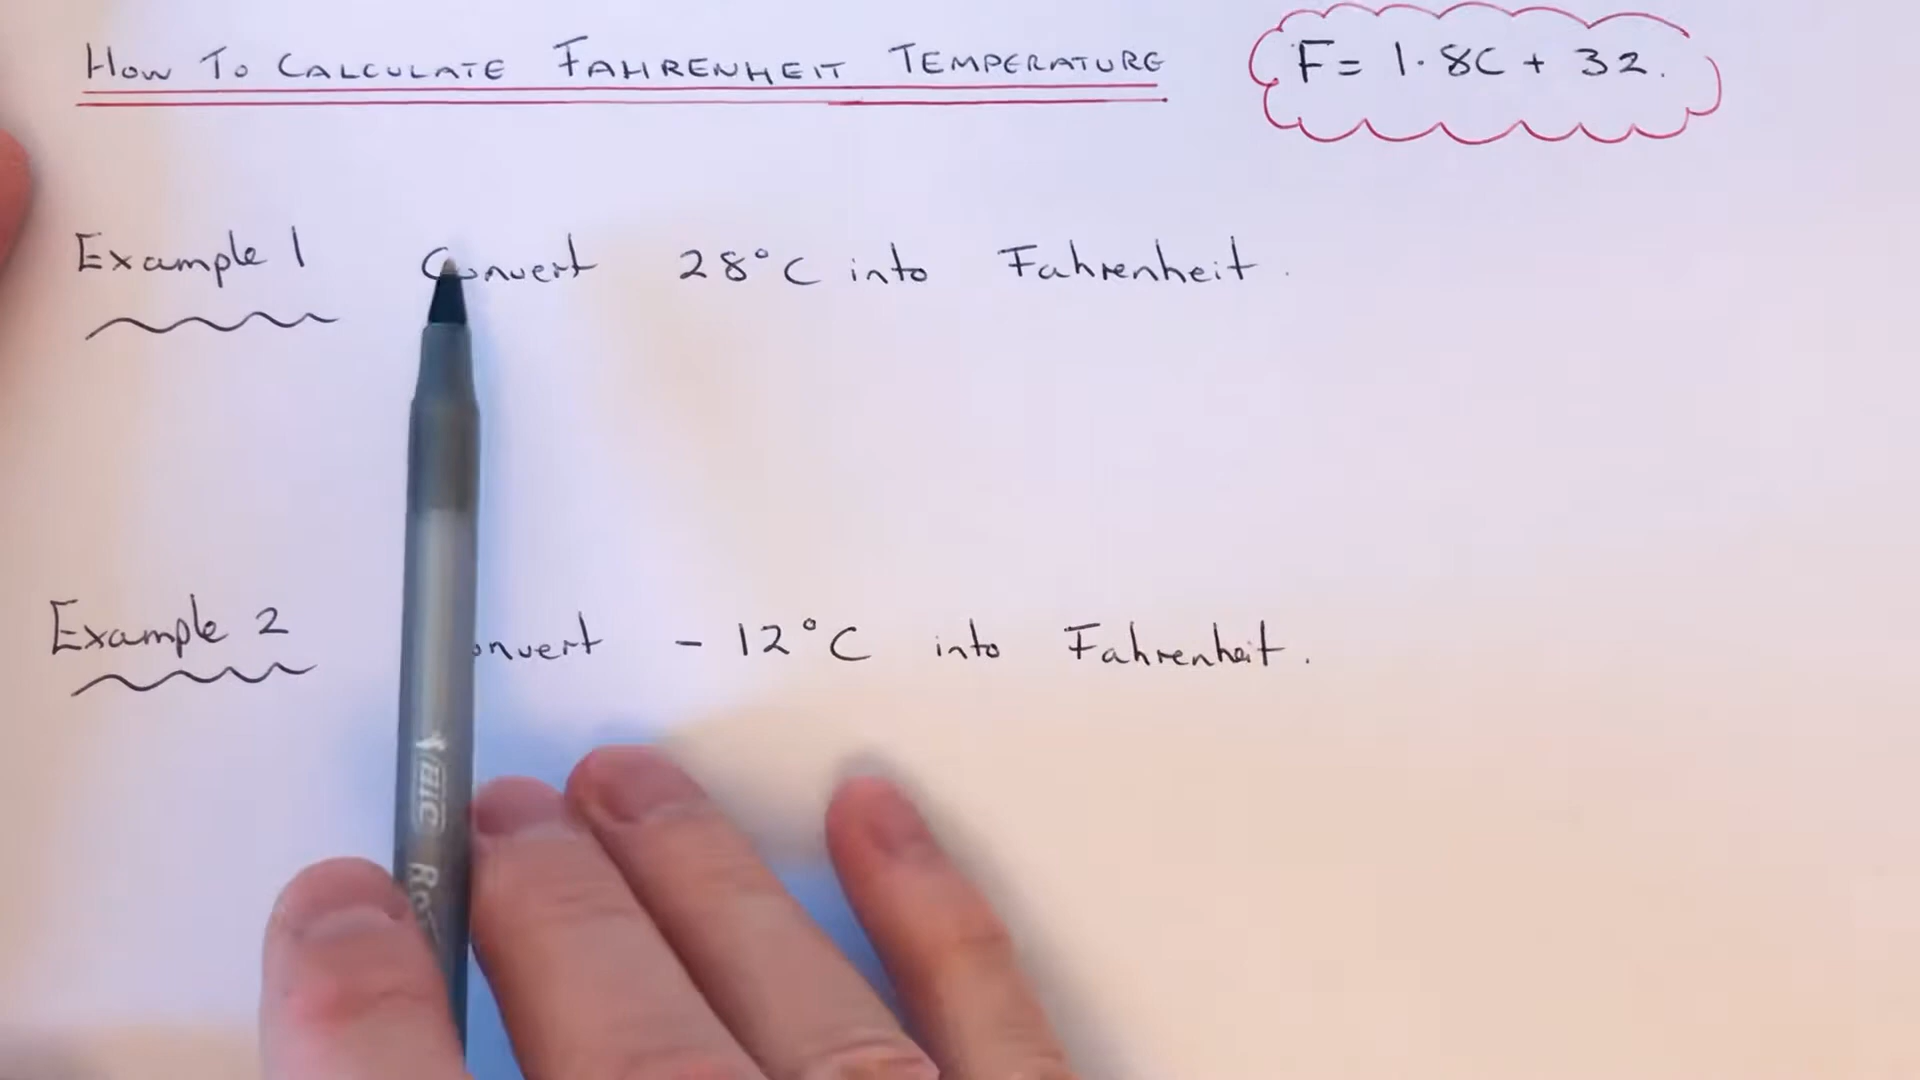 HOW TO CALCULATE FAHRENHEIT TEMPERATURE
F = 1.8C + 32.
Example 1 Convert 28°C into Fahrenheit.
Example 2 onvert - 12°C into Fahrenheit.
BIC